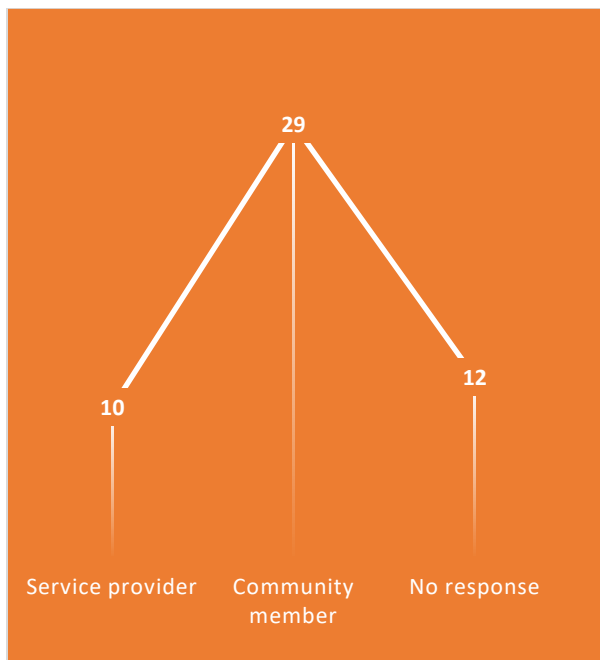 29
10
12
Service provider
Community
member
No response